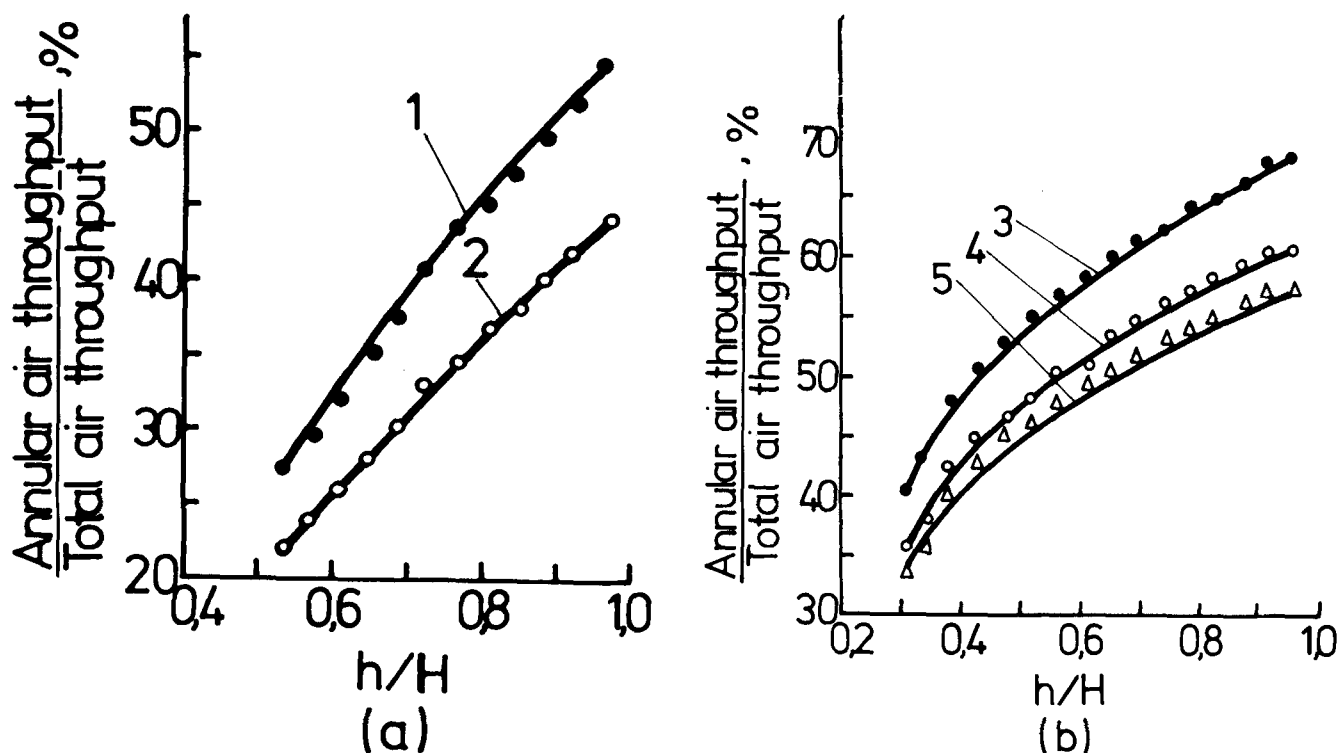 Annular air throughput , %
Total air throughput
50
40
30
20
1
2
0,4
0,6
0,8
1,0
h/H
(a)
Annular air throughput , %
Total air throughput
70
60
50
40
30
3
4
5
0,2
0,4
0,6
0,8
1,0
h/H
(b)